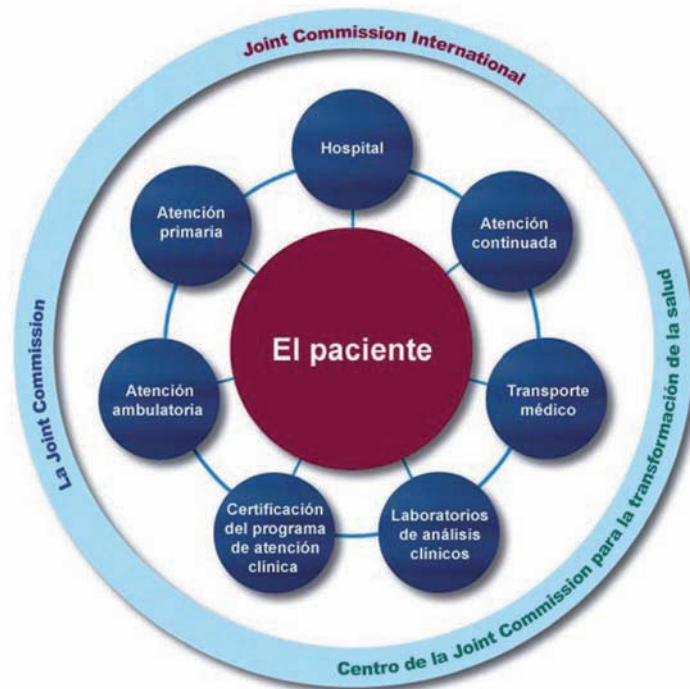 Joint Commission International
Hospital
Atención
primaria
Atención
continuada
El paciente
Atención
ambulatoria
Transporte
médico
Certificación
del programa
de atención
clínica
Laboratorios
de análisis
clínicos
La Joint Commission
Centro de la Joint Commission para la transformación de la salud